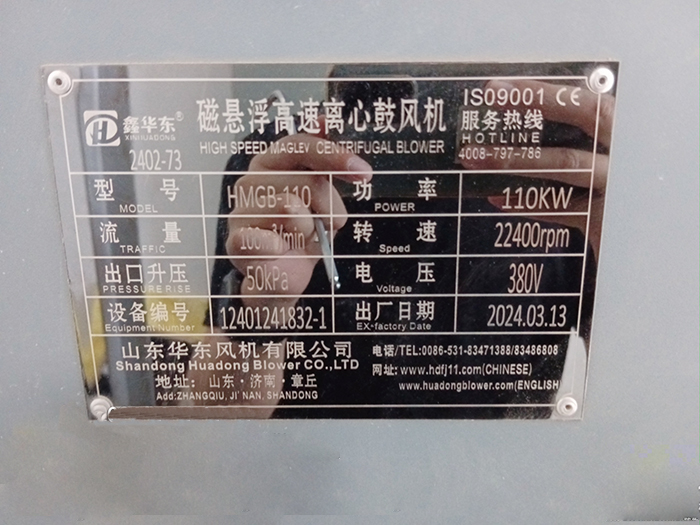 鑫华东®
XINHUADONG
2402-73
磁悬浮高速离心鼓风机
HIGH SPEED MAGLEV CENTRIFUGAL BLOWER
ISO9001 CE
服务热线
HOTLINE
4008-797-786
型号 HMGB-110 功率 110KW
MODEL POWER
流量 100m³/min 转速 22400rpm
TRAFFIC Speed
出口升压 50kPa 电压 380V
PRESSURE RISE Voltage
设备编号 12401241832-1 出厂日期 2024.03.13
Equipment Number EX-factory Date
山东华东风机有限公司
Shandong Huadong Blower CO.,LTD
地址: 山东·济南·章丘
Add:ZHANGQIU, JI'NAN, SHANDONG
电话/TEL:0086-531-83471388/83486808
网址: www.hdfj11.com(CHINESE)
www.huadongblower.com(ENGLISH